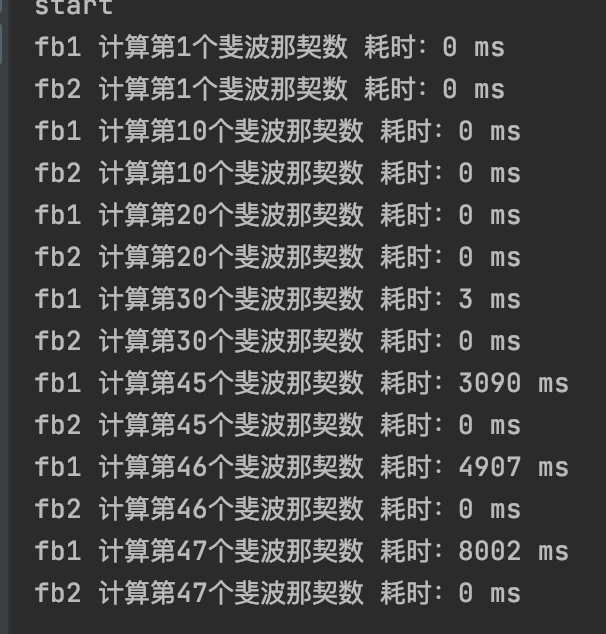 start
fb1 计算第1个斐波那契数 耗时：0 ms
fb2 计算第1个斐波那契数 耗时：0 ms
fb1 计算第10个斐波那契数 耗时：0 ms
fb2 计算第10个斐波那契数 耗时：0 ms
fb1 计算第20个斐波那契数 耗时：0 ms
fb2 计算第20个斐波那契数 耗时：0 ms
fb1 计算第30个斐波那契数 耗时：3 ms
fb2 计算第30个斐波那契数 耗时：0 ms
fb1 计算第45个斐波那契数 耗时：3090 ms
fb2 计算第45个斐波那契数 耗时：0 ms
fb1 计算第46个斐波那契数 耗时：4907 ms
fb2 计算第46个斐波那契数 耗时：0 ms
fb1 计算第47个斐波那契数 耗时：8002 ms
fb2 计算第47个斐波那契数 耗时：0 ms